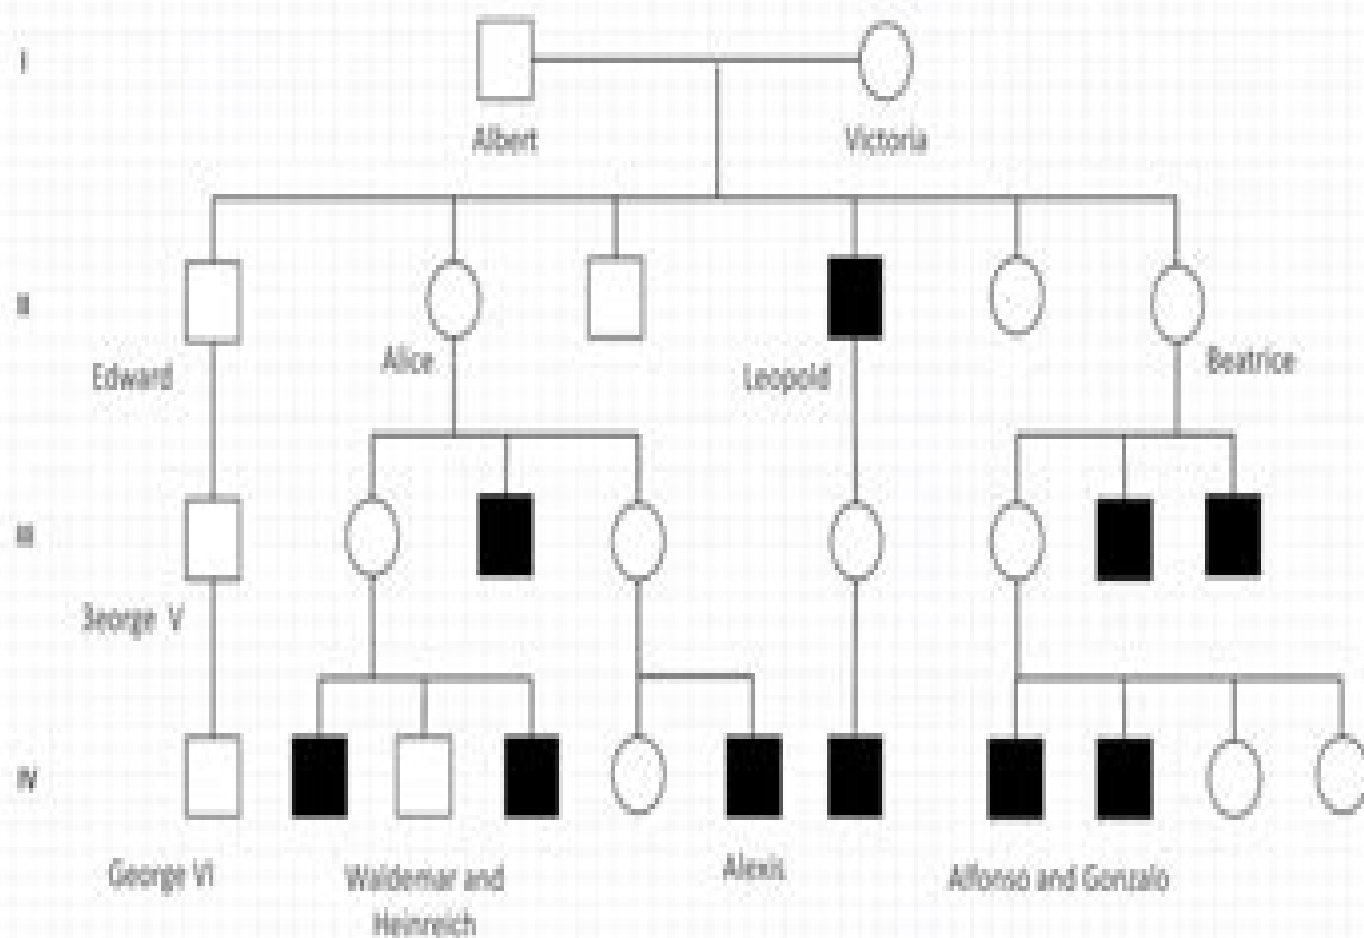 I
Albert
Victoria
II
Edward
Alice
Leopold
Beatrice
III
George V
IV
George VI
Waldemar and
Heinreich
Alexis
Alfonso and Gonzalo